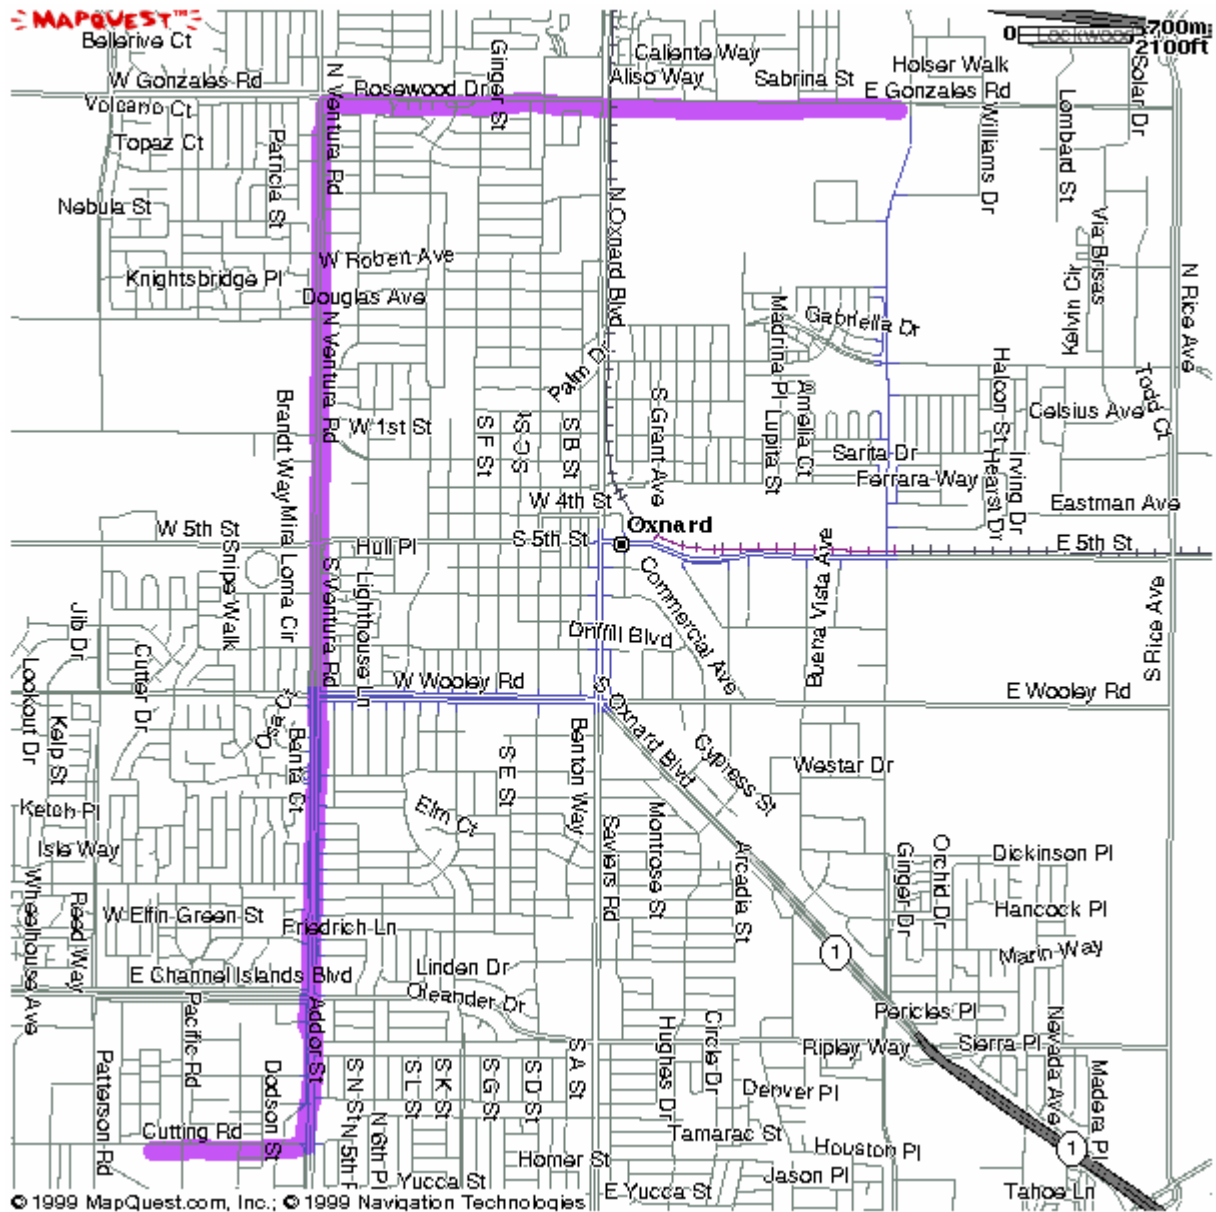 MAPQUEST™
Bellerive Ct
W Gonzales Rd
Volcano Ct
Topaz Ct
Nebula St
Patricia St
Knightsbridge Pl
N Ventura Rd
Rosewood Dr
Ginger St
Caliente Way
Aliso Way
Sabrina St
Holser Walk
E Gonzales Rd
0
Lockwood
700m
2100ft
Solar Dr
Lombard St
Williams Dr
Via Brisas
Kelvin Cir
N Rice Ave
W Robert Ave
Douglas Ave
N Ventura Rd
N Oxnard Blvd
Palm Dr
Madrina Pl
Gabriella Dr
Brandt Way
W 1st St
S F St
S C St
S B St
S Grant Ave
Lupita St
Amelia Ct
Halcon St
Celsius Ave
Todd Ct
Sarita Dr
Ferrara Way
Hearst Dr
Irving Dr
Eastman Ave
W 4th St
Oxnard
W 5th St
Hull Pl
S 5th St
E 5th St
Snipe Walk
Mira Loma Cir
S Ventura Rd
Lighthouse Ln
Commercial Ave
Buena Vista Ave
S Rice Ave
Jib Dr
Driffill Blvd
Lookout Dr
Cutter Dr
W Wooley Rd
E Wooley Rd
Kelp St
Banta Ct
S Oxnard Blvd
Benton Way
S E St
Cypress St
Westar Dr
Ketch Pl
Isle Way
Elm Ct
Saviers Rd
Montrose St
Arcadia St
Ginger Dr
Orchid Dr
Dickinson Pl
Wheelhouse Ave
Reed Way
W Elfin Green St
Friedrich Ln
Hancock Pl
Marin Way
1
E Channel Islands Blvd
Linden Dr
Oleander Dr
Pacific Rd
Addor St
Pericles Pl
Ripley Way
Sierra Pl
Nevada Ave
Madera Pl
Patterson Rd
Dodson St
S N St
S L St
S K St
S G St
S D St
S A St
Hughes Dr
Circle Dr
Denver Pl
Cutting Rd
N 5th P
N 6th Pl
Tamarac St
Houston Pl
1
Homer St
Yucca St
E Yucca St
Jason Pl
Tahoe Ln
© 1999 MapQuest.com, Inc.; © 1999 Navigation Technologies